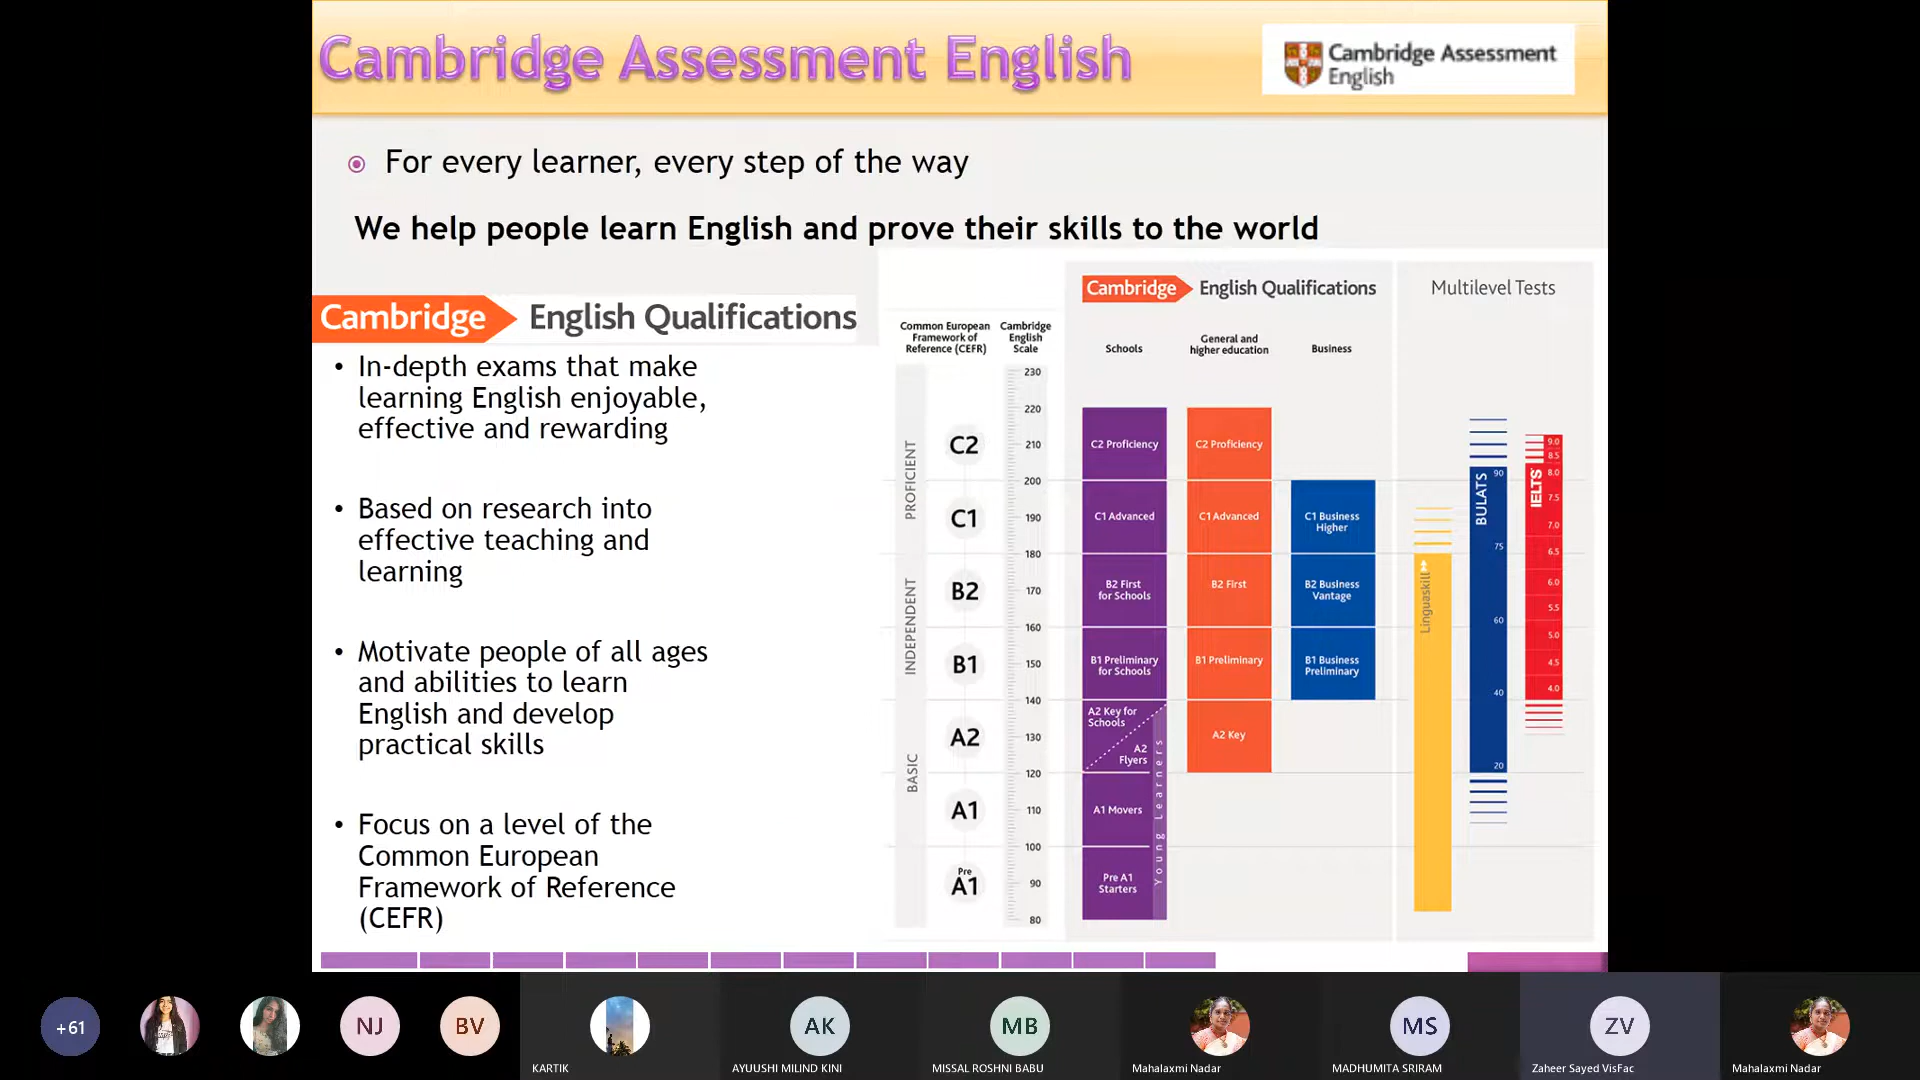 Cambridge Assessment English
Cambridge Assessment
English
For every learner, every step of the way
We help people learn English and prove their skills to the world
Cambridge English Qualifications
In-depth exams that make
learning English enjoyable,
effective and rewarding
Based on research into
effective teaching and
learning
Motivate people of all ages
and abilities to learn
English and develop
practical skills
Focus on a level of the
Common European
Framework of Reference
(CEFR)
Cambridge English Qualifications
Multilevel Tests
Common European
Framework of
Reference (CEFR)
Cambridge
English
Scale
Schools
General and
higher education
Business
PROFICIENT
INDEPENDENT
BASIC
C2
C1
B2
B1
A2
A1
Pre
A1
230
220
210
200
190
180
170
160
150
140
130
120
110
100
90
80
C2 Proficiency
C1 Advanced
B2 First
for Schools
B1 Preliminary
for Schools
A2 Key for
Schools
A2
Flyers
A1 Movers
Pre A1
Starters
Young Learners
C2 Proficiency
C1 Advanced
B2 First
B1 Preliminary
A2 Key
C1 Business
Higher
B2 Business
Vantage
B1 Business
Preliminary
Linguaskill
BULATS
90
75
60
40
20
IELTS
9.0
8.5
8.0
7.5
7.0
6.5
6.0
5.5
5.0
4.5
4.0
+61
NJ
BV
KARTIK
AK
AYUUSHI MILIND KINI
MB
MISSAL ROSHNI BABU
Mahalaxmi Nadar
MS
MADHUMITA SRIRAM
ZV
Zaheer Sayed VisFac
Mahalaxmi Nadar